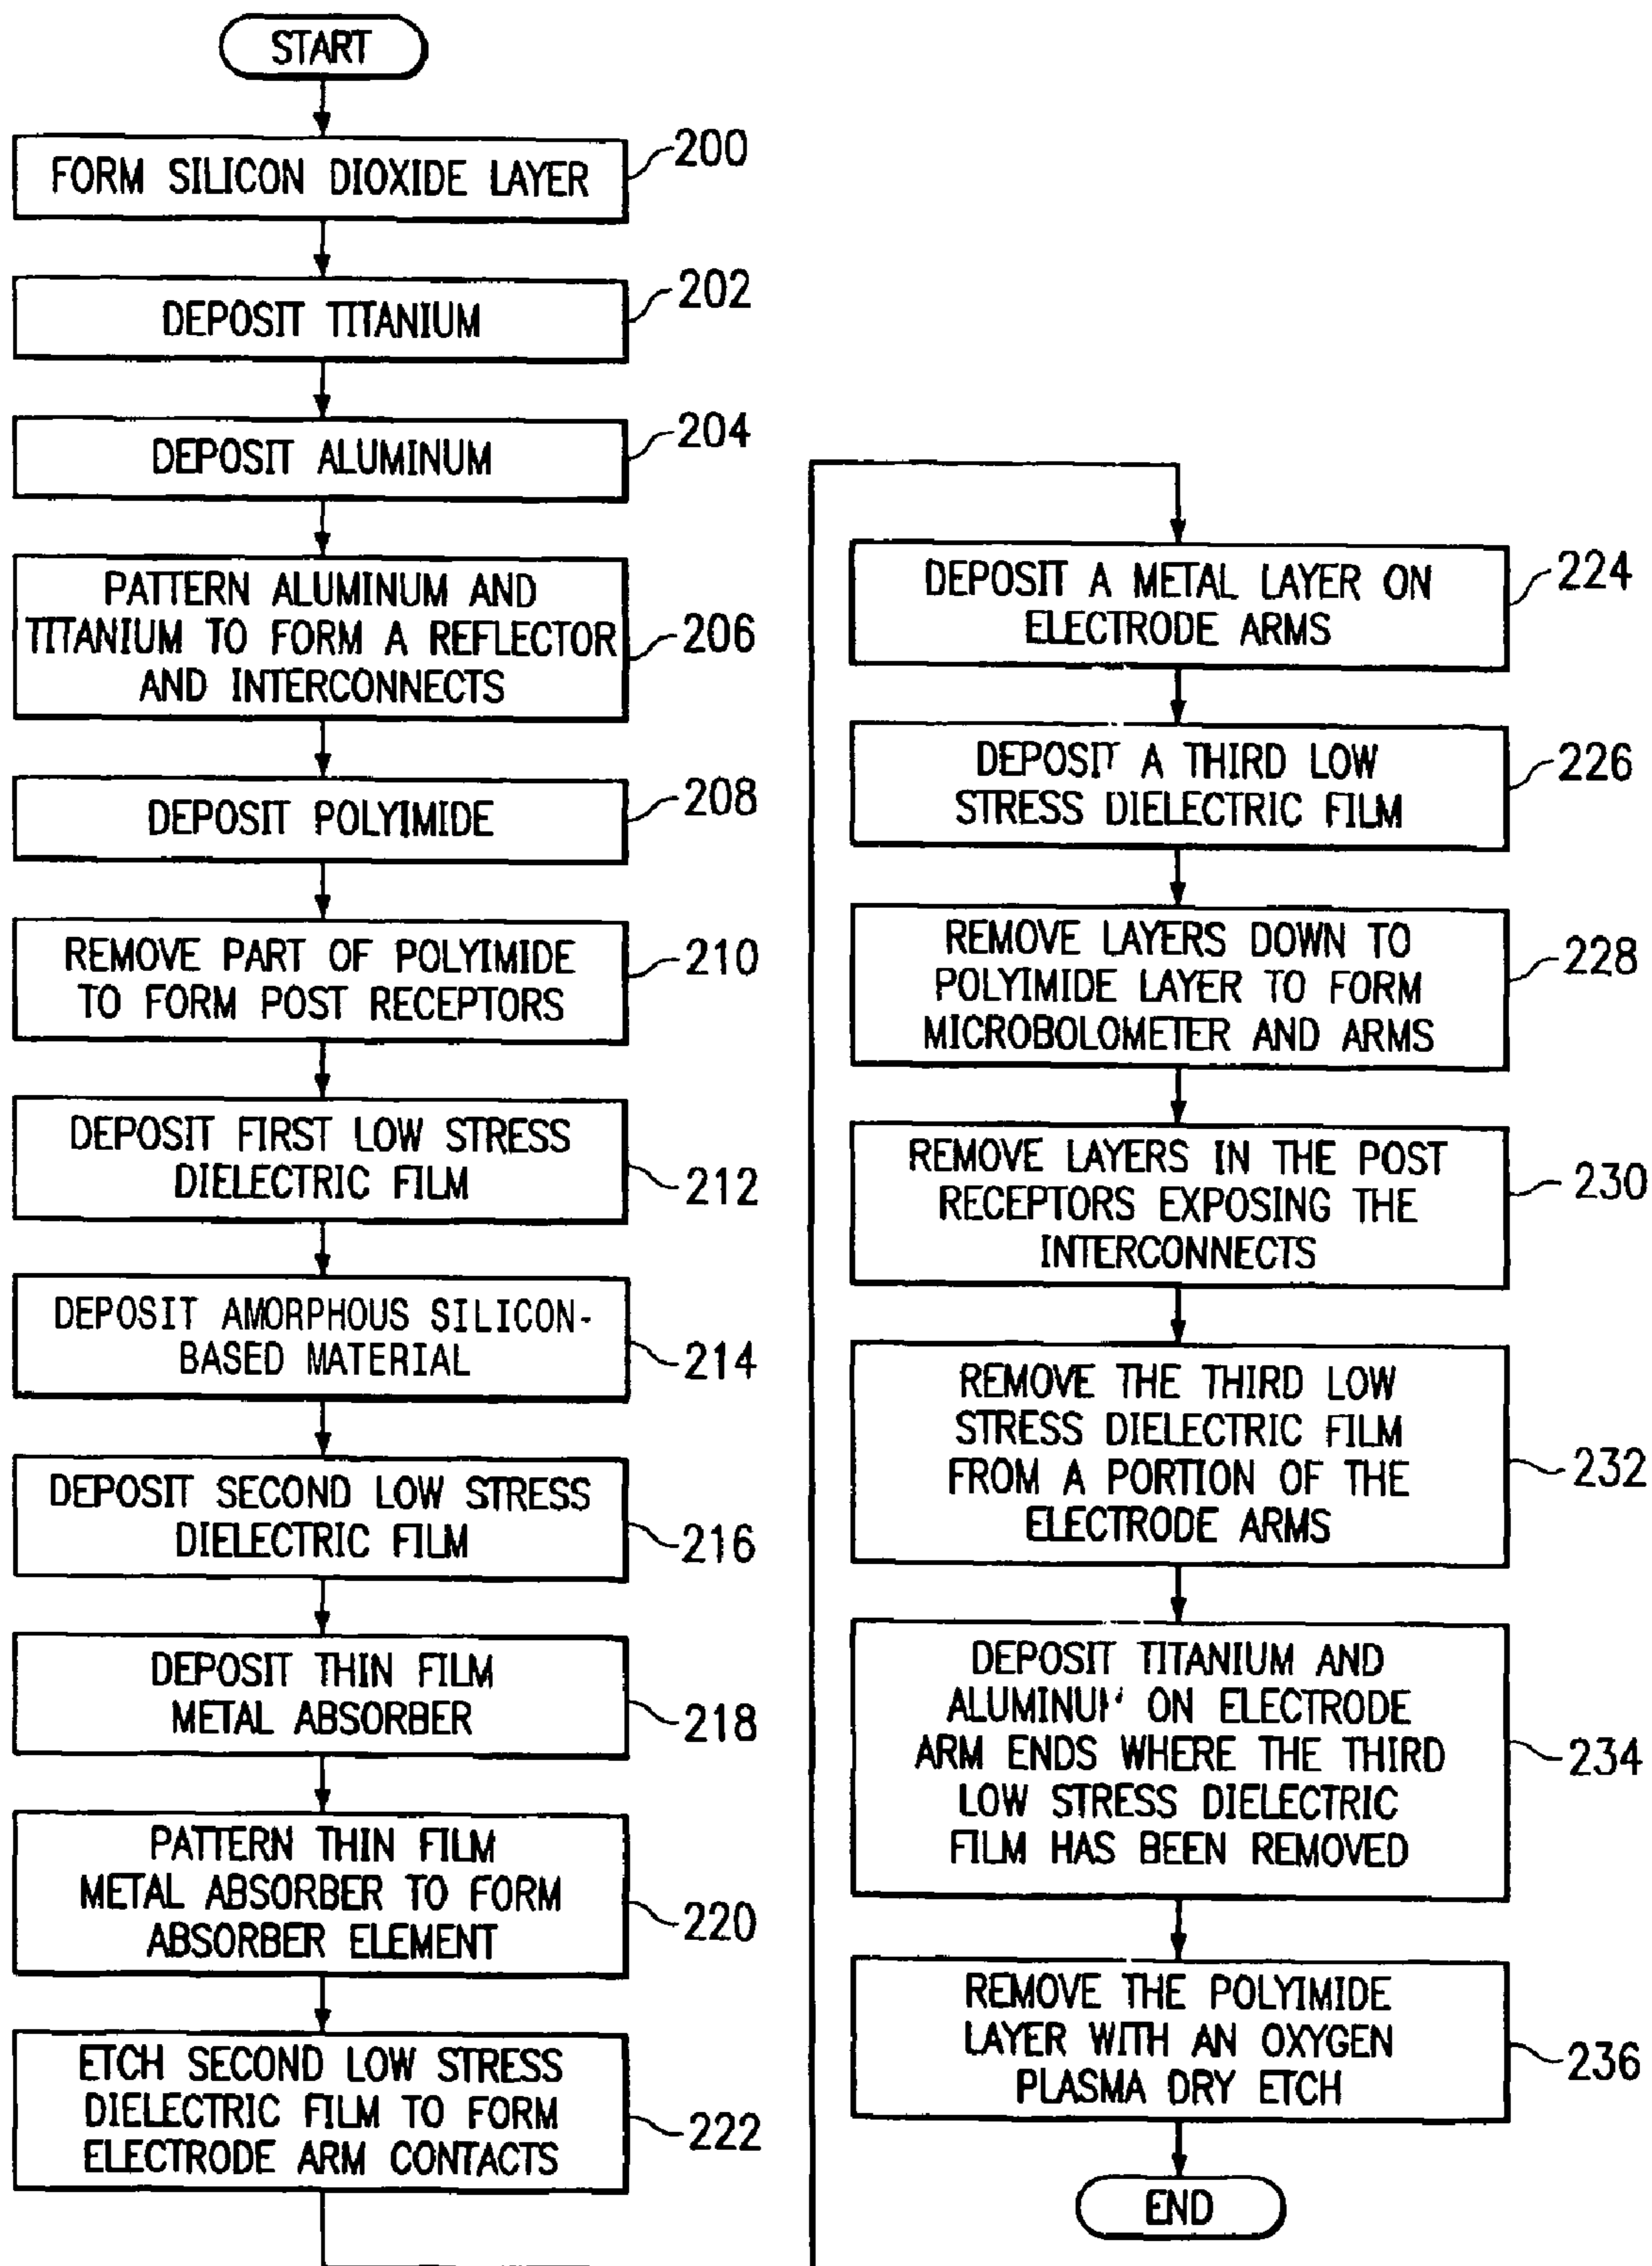 START
FORM SILICON DIOXIDE LAYER
200
DEPOSIT TITANIUM
202
DEPOSIT ALUMINUM
204
PATTERN ALUMINUM AND
TITANIUM TO FORM A REFLECTOR
AND INTERCONNECTS
206
DEPOSIT POLYIMIDE
208
REMOVE PART OF POLYIMIDE
TO FORM POST RECEPTORS
210
DEPOSIT FIRST LOW STRESS
DIELECTRIC FILM
212
DEPOSIT AMORPHOUS SILICON-
BASED MATERIAL
214
DEPOSIT SECOND LOW STRESS
DIELECTRIC FILM
216
DEPOSIT THIN FILM
METAL ABSORBER
218
PATTERN THIN FILM
METAL ABSORBER TO FORM
ABSORBER ELEMENT
220
ETCH SECOND LOW STRESS
DIELECTRIC FILM TO FORM
ELECTRODE ARM CONTACTS
222
DEPOSIT A METAL LAYER ON
ELECTRODE ARMS
224
DEPOSIT A THIRD LOW
STRESS DIELECTRIC FILM
226
REMOVE LAYERS DOWN TO
POLYIMIDE LAYER TO FORM
MICROBOLOMETER AND ARMS
228
REMOVE LAYERS IN THE POST
RECEPTORS EXPOSING THE
INTERCONNECTS
230
REMOVE THE THIRD LOW
STRESS DIELECTRIC FILM
FROM A PORTION OF THE
ELECTRODE ARMS
232
DEPOSIT TITANIUM AND
ALUMINUM ON ELECTRODE
ARM ENDS WHERE THE THIRD
LOW STRESS DIELECTRIC
FILM HAS BEEN REMOVED
234
REMOVE THE POLYIMIDE
LAYER WITH AN OXYGEN
PLASMA DRY ETCH
236
END